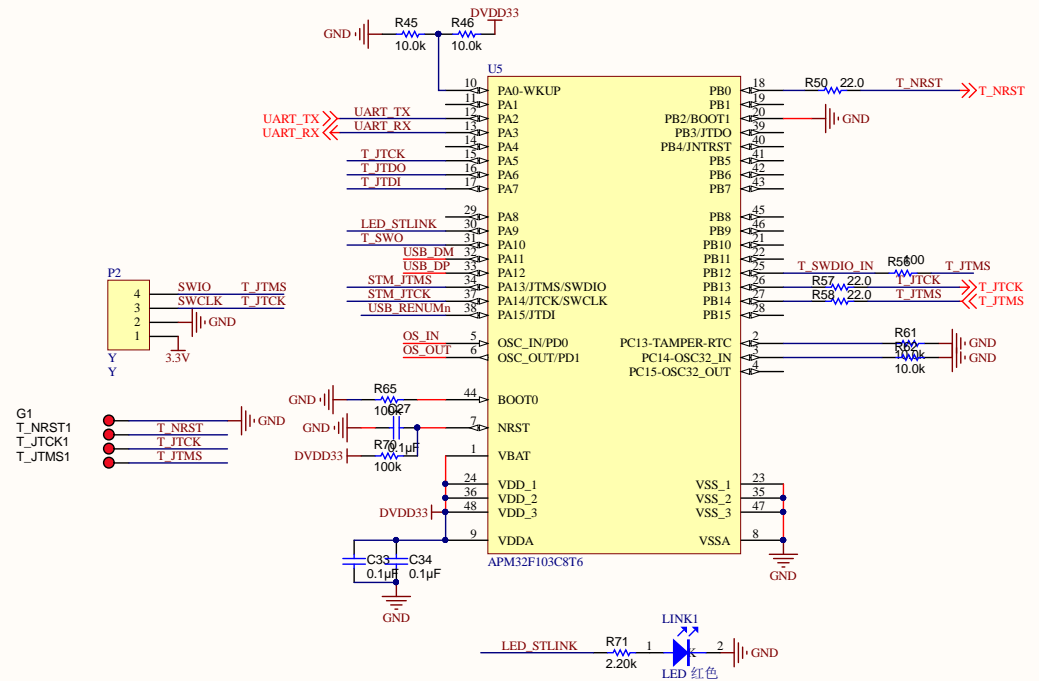 DVDD33
R45
R46
GND
10.0k
10.0k
U5
10
PA0-WKUP
PB0
18
R50
22.0
T_NRST
T_NRST
11
PA1
PB1
19
UART_TX
UART_TX
12
PA2
PB2/BOOT1
20
GND
UART_RX
UART_RX
13
PA3
PB3/JTDO
39
14
PA4
PB4/JNTRST
40
T_JTCK
15
PA5
PB5
41
T_JTDO
16
PA6
PB6
42
T_JTDI
17
PA7
PB7
43
29
PA8
PB8
45
LED_STLINK
30
PA9
PB9
46
T_SWO
31
PA10
PB10
21
USB_DM
32
PA11
PB11
22
USB_DP
33
PA12
PB12
25
T_SWDIO_IN
R56
100
T_JTMS
STM_JTMS
34
PA13/JTMS/SWDIO
PB13
26
R57
22.0
T_JTCK
T_JTCK
STM_JTCK
37
PA14/JTCK/SWCLK
PB14
27
R58
22.0
T_JTMS
T_JTMS
USB_RENUMn
38
PA15/JTDI
PB15
28
P2
4
SWIO
T_JTMS
3
SWCLK
T_JTCK
2
GND
1
3.3V
Y
Y
OS_IN
5
OSC_IN/PD0
PC13-TAMPER-RTC
2
R61
10.0k
GND
OS_OUT
6
OSC_OUT/PD1
PC14-OSC32_IN
3
R62
10.0k
GND
PC15-OSC32_OUT
4
GND
R65
100k
44
BOOT0
GND
C27
0.1µF
7
NRST
DVDD33
R70
100k
1
VBAT
G1
GND
T_NRST1
T_NRST
T_JTCK1
T_JTCK
T_JTMS1
T_JTMS
24
VDD_1
VSS_1
23
36
VDD_2
VSS_2
35
DVDD33
48
VDD_3
VSS_3
47
9
VDDA
VSSA
8
C33
0.1µF
C34
0.1µF
APM32F103C8T6
GND
GND
LINK1
LED_STLINK
R71
2.20k
1
K
2
GND
LED 红色